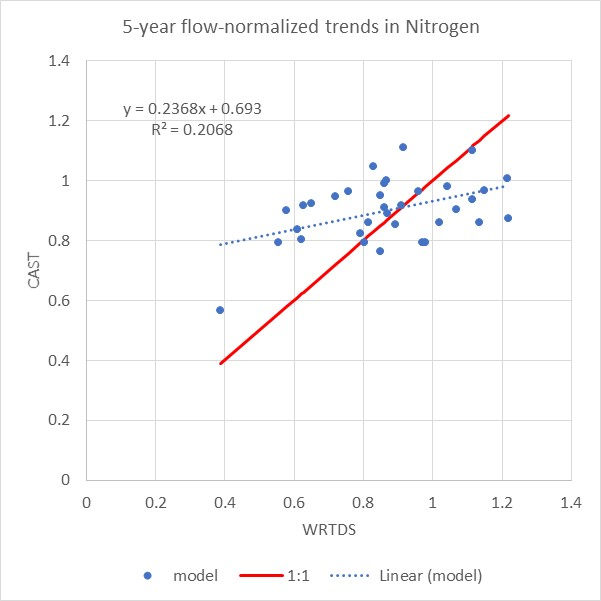 5-year flow-normalized trends in Nitrogen
1.4
y = 0.2368x + 0.693
R² = 0.2068
1.2
1
0.8
0.6
0.4
0.2
0
CAST
0 0.2 0.4 0.6 0.8 1 1.2 1.4
WRTDS
model 1:1 Linear (model)